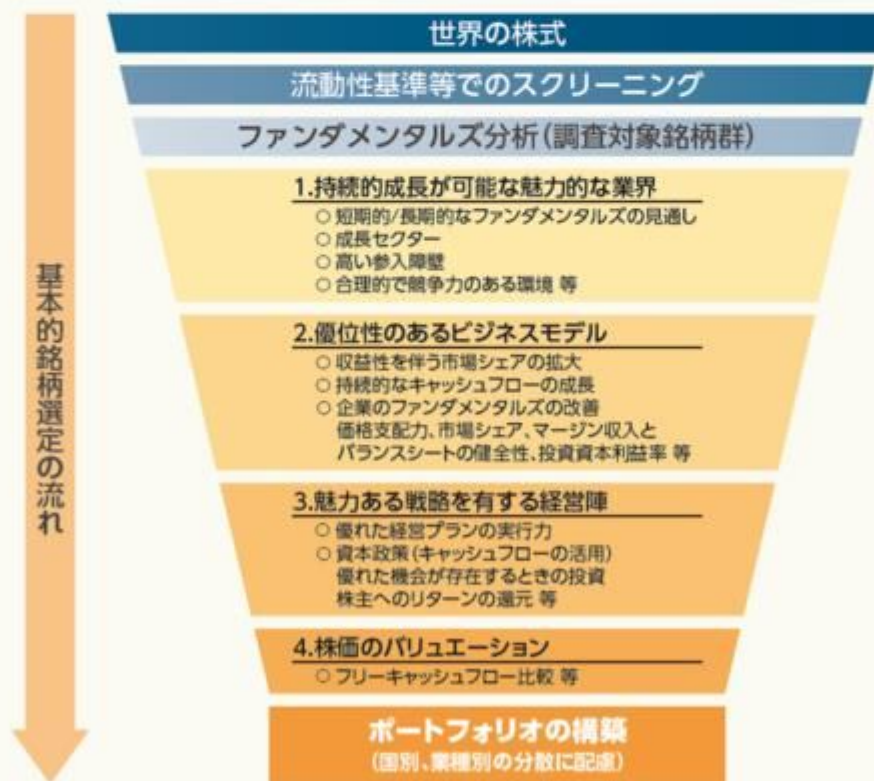 世界の株式
流動性基準等でのスクリーニング
ファンダメンタルズ分析(調査対象銘柄群)
1.持続的成長が可能な魅力的な業界
○ 短期的/長期的なファンダメンタルズの見通し
○ 成長セクター
○ 高い参入障壁
○ 合理的で競争力のある環境 等
2.優位性のあるビジネスモデル
○ 収益性を伴う市場シェアの拡大
○ 持続的なキャッシュフローの成長
○ 企業のファンダメンタルズの改善
価格支配力、市場シェア、マージン収入と
バランスシートの健全性、投資資本利益率 等
3.魅力ある戦略を有する経営陣
○ 優れた経営プランの実行力
○ 資本政策(キャッシュフローの活用)
優れた機会が存在するときの投資
株主へのリターンの還元 等
4.株価のバリュエーション
○ フリーキャッシュフロー比較 等
ポートフォリオの構築
(国別、業種別の分散に配慮)
基本的銘柄選定の流れ